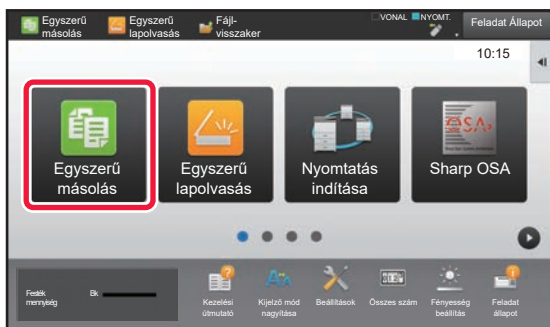 Egyszerű
másolás
Egyszerű
lapolvasás
Fájl-
visszaker
VONAL
NYOMT.
Feladat Állapot
10:15
Egyszerű
másolás
Egyszerű
lapolvasás
Nyomtatás
indítása
Sharp OSA
Festék
mennyiség
Bk
Kezelési
útmutató
Kijelző mód
nagyítása
Beállítások
Összes szám
Fényesség
beállítás
Feladat
állapot